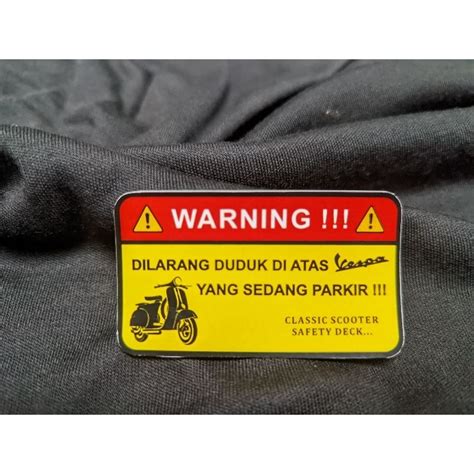 WARNING !!!
DILARANG DUDUK DI ATAS Vespa
YANG SEDANG PARKIR !!!
CLASSIC SCOOTER
SAFETY DECK...